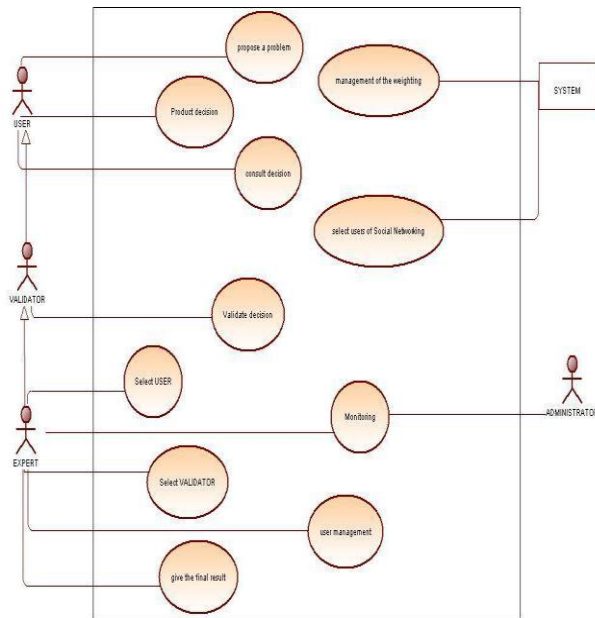 propose a problem
management of the weighting
SYSTEM
USER
Product decision
consult decision
select users of Social Networking
VALIDATOR
Validate decision
Select USER
Monitoring
ADMINISTRATOR
EXPERT
Select VALIDATOR
user management
give the final result